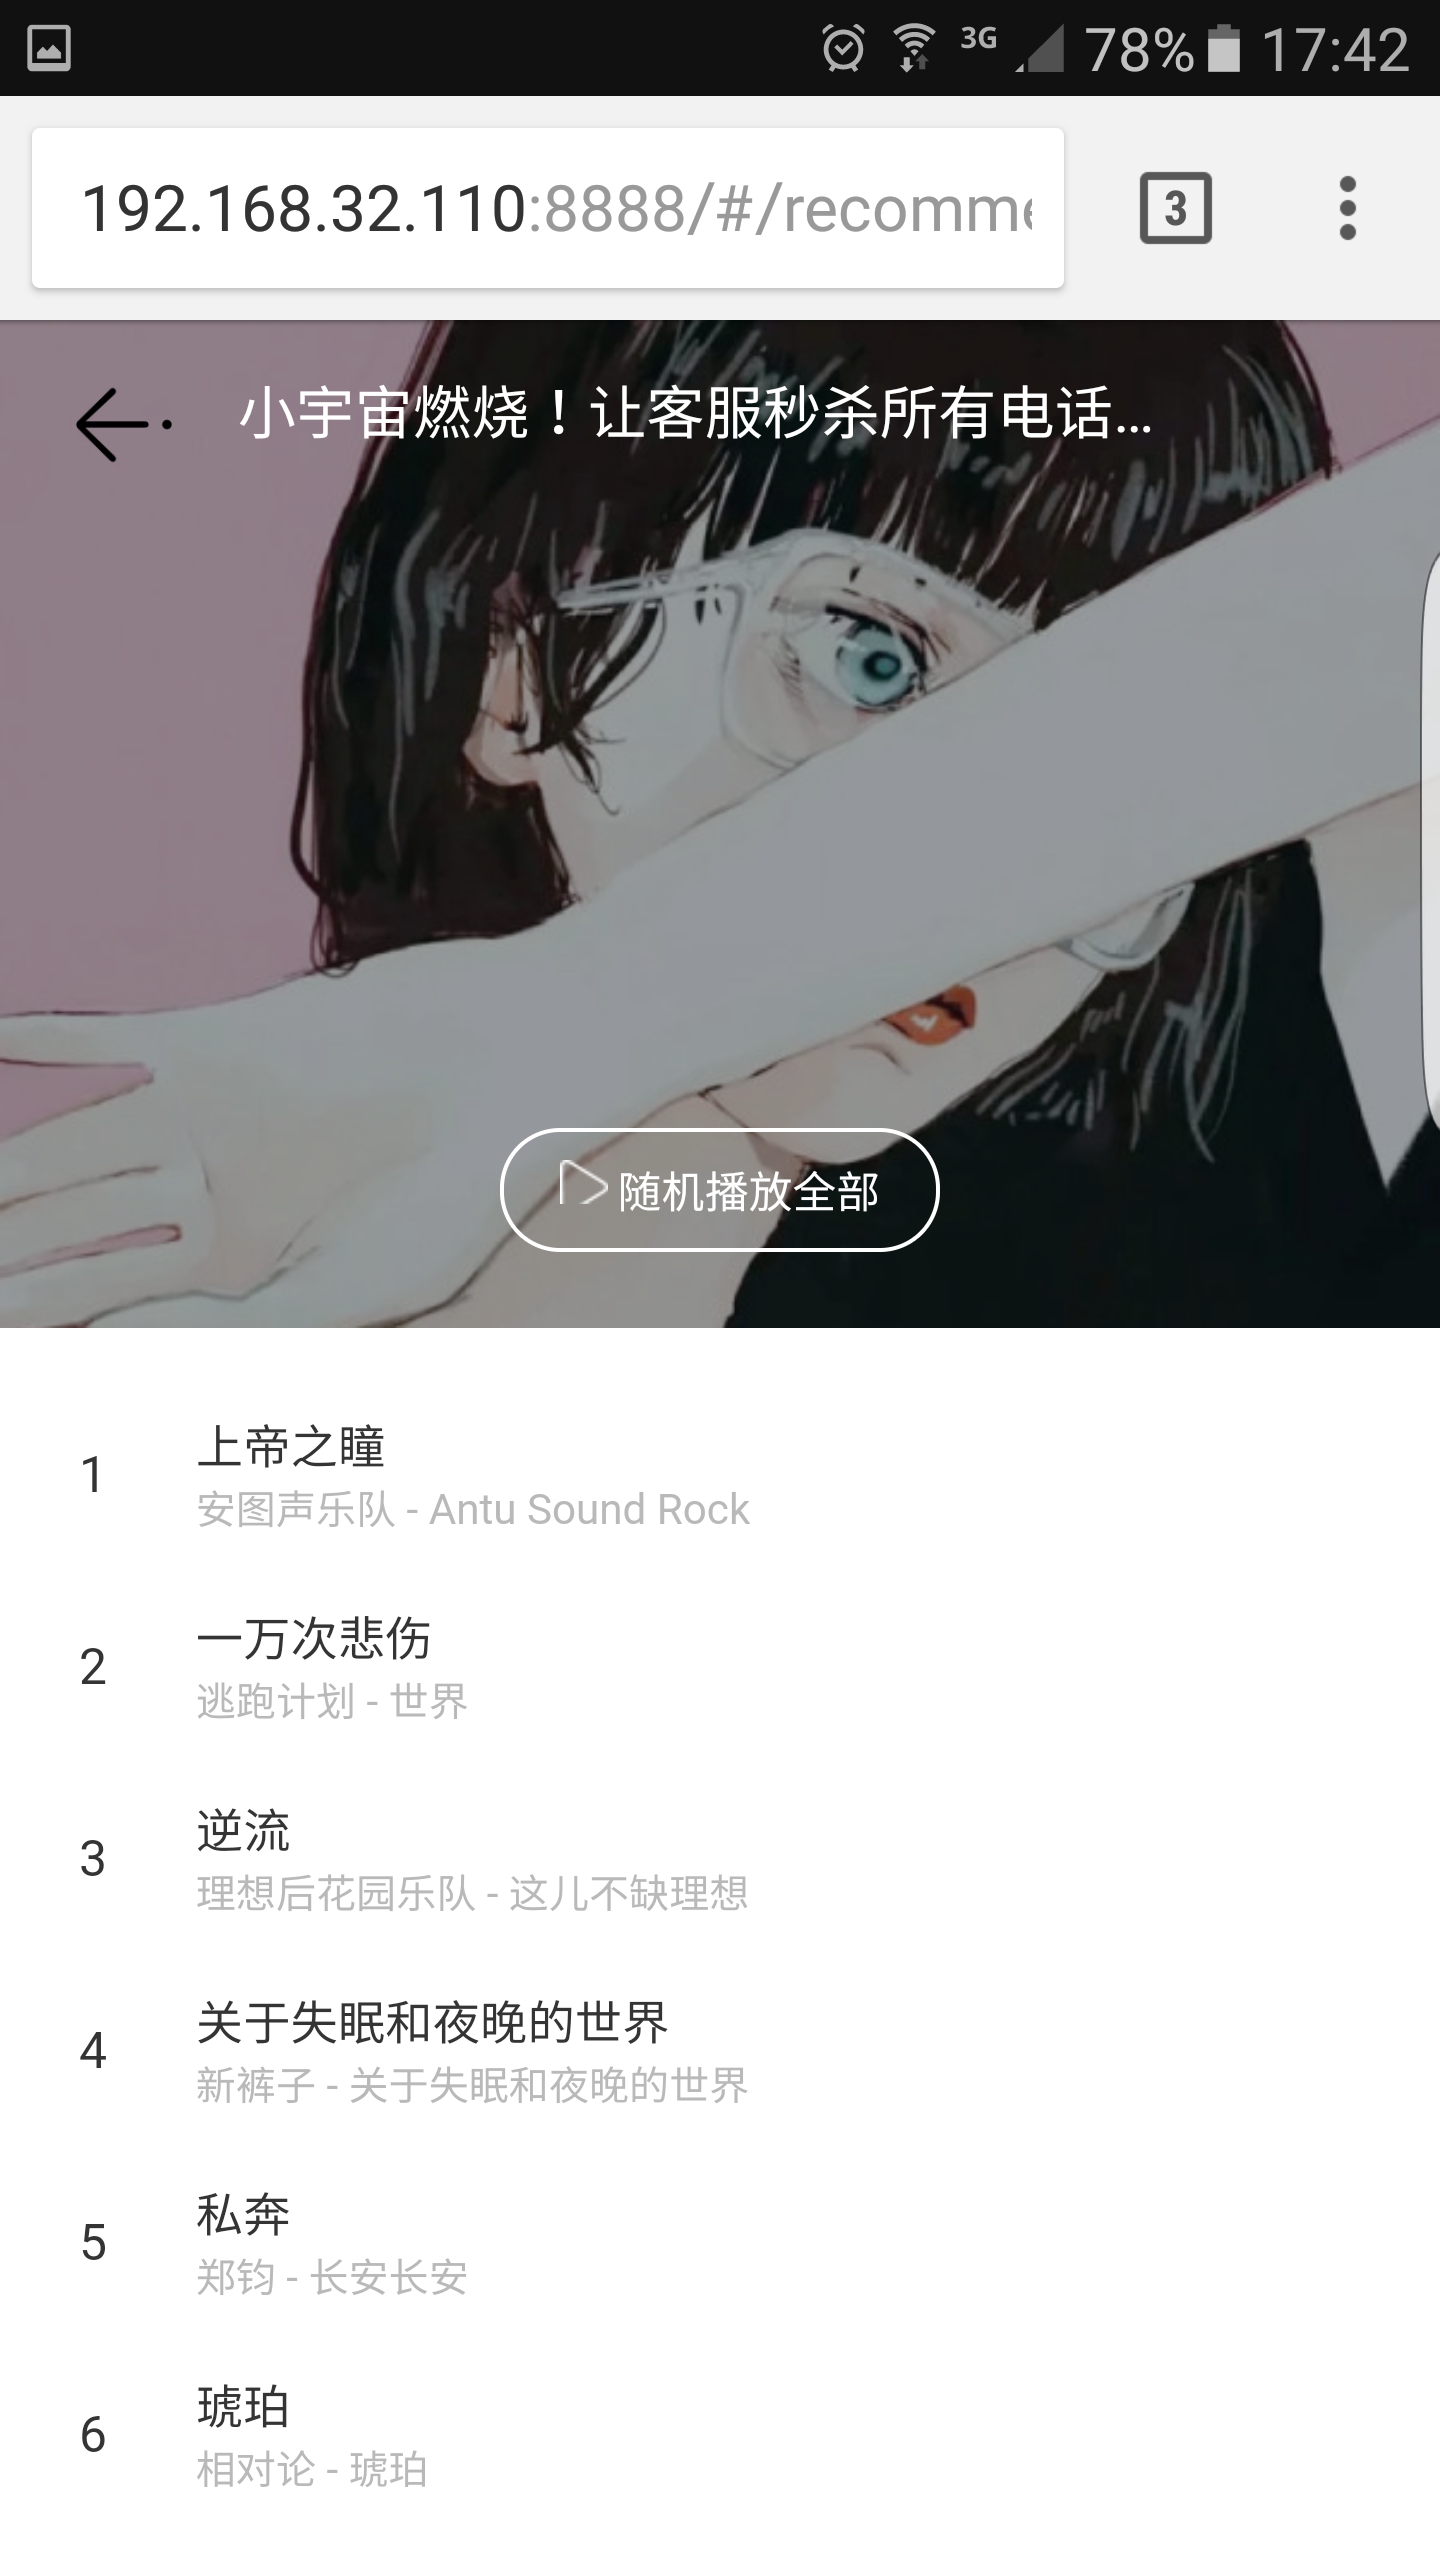 3G 78% 17:42
192.168.32.110:8888/#/recomme
3
小宇宙燃烧！让客服秒杀所有电话...
随机播放全部
1
上帝之瞳
安图声乐队 - Antu Sound Rock
2
一万次悲伤
逃跑计划 - 世界
3
逆流
理想后花园乐队 - 这儿不缺理想
4
关于失眠和夜晚的世界
新裤子 - 关于失眠和夜晚的世界
5
私奔
郑钧 - 长安长安
6
琥珀
相对论 - 琥珀